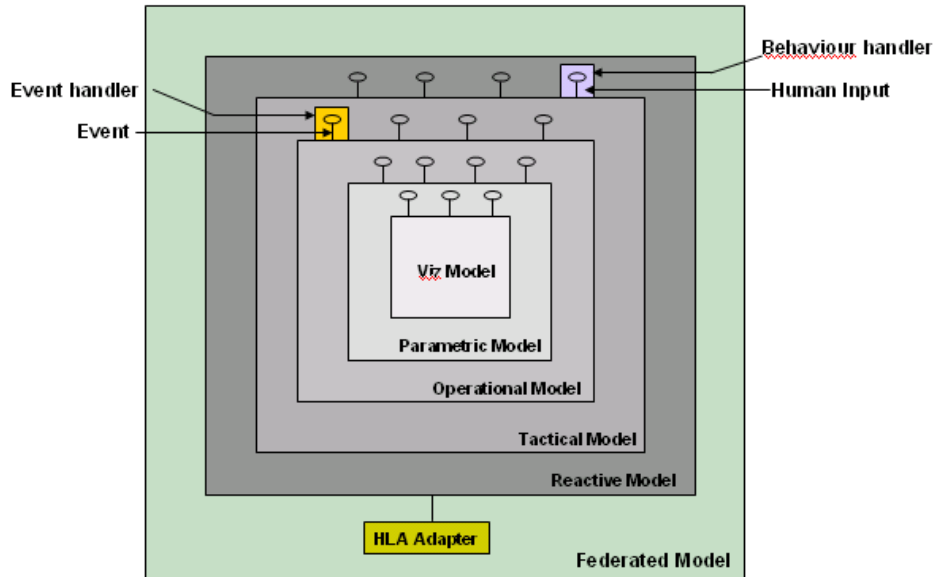 Behaviour handler
Event handler
Human Input
Event
Viz Model
Parametric Model
Operational Model
Tactical Model
Reactive Model
HLA Adapter
Federated Model